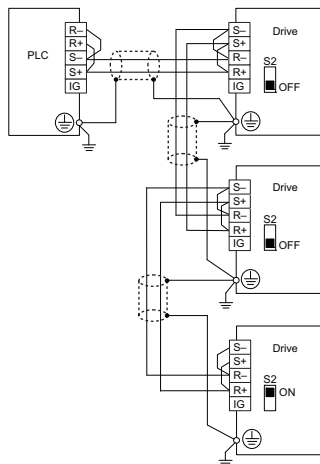 PLC
R–
R+
S–
S+
IG
S–
S+
R–
R+
IG
Drive
S2
OFF
S–
S+
R–
R+
IG
Drive
S2
OFF
S–
S+
R–
R+
IG
Drive
S2
ON